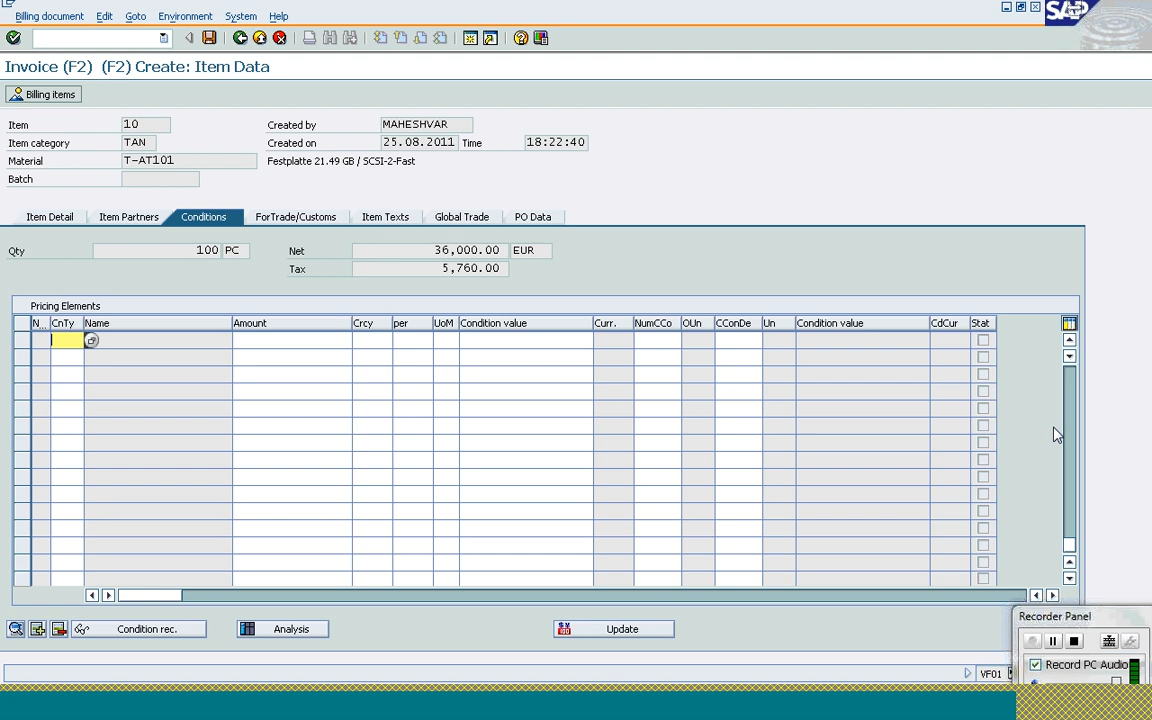 Billing document Edit Goto Environment System Help
SAP
Invoice (F2) (F2) Create: Item Data
Billing items
Item 10 Created by MAHESHVAR
Item category TAN Created on 25.08.2011 Time 18:22:40
Material T-AT101 Festplatte 21.49 GB / SCSI-2-Fast
Batch
Item Detail Item Partners Conditions ForTrade/Customs Item Texts Global Trade PO Data
Qty 100 PC Net 36,000.00 EUR
Tax 5,760.00
Pricing Elements
N... CnTy Name Amount Crcy per UoM Condition value Curr. NumCCo OUn CConDe Un Condition value CdCur Stat
Condition rec. Analysis Update
Recorder Panel
Record PC Audio
VF01